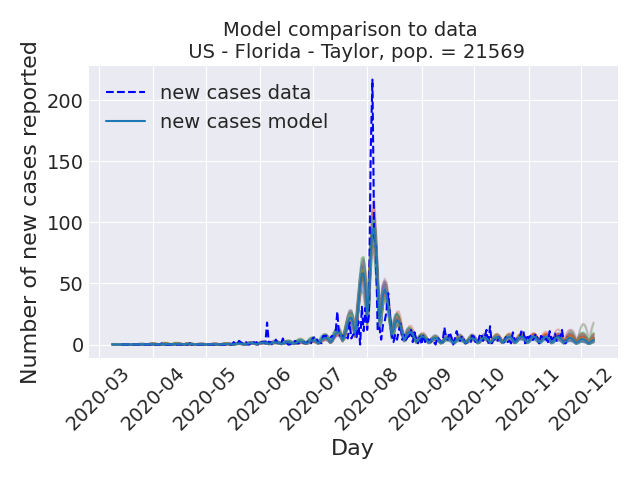 Model comparison to data
US - Florida - Taylor, pop. = 21569
new cases data
new cases model
Number of new cases reported
200
150
100
50
0
2020-03
2020-04
2020-05
2020-06
2020-07
2020-08
2020-09
2020-10
2020-11
2020-12
Day